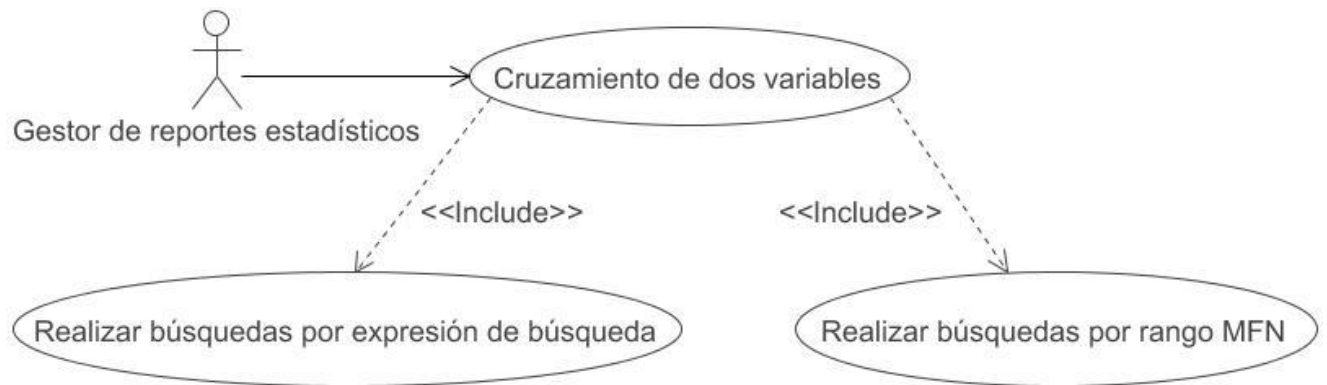 Cruzamiento de dos variables
Gestor de reportes estadísticos
<<Include>>
<<Include>>
Realizar búsquedas por expresión de búsqueda
Realizar búsquedas por rango MFN